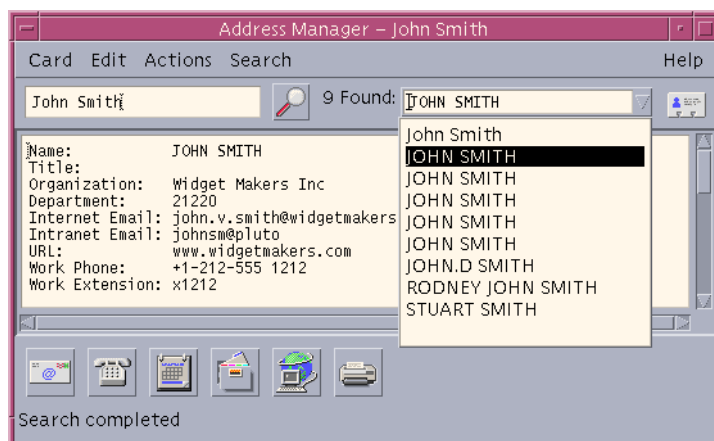 Address Manager – John Smith
Card Edit Actions Search Help
John Smith
9 Found:
JOHN SMITH
John Smith
JOHN SMITH
JOHN SMITH
JOHN SMITH
JOHN SMITH
JOHN SMITH
JOHN.D SMITH
RODNEY JOHN SMITH
STUART SMITH
Name: JOHN SMITH
Title:
Organization: Widget Makers Inc
Department: 21220
Internet Email: john.v.smith@widgetmakers
Intranet Email: johnsm@pluto
URL: www.widgetmakers.com
Work Phone: +1-212-555 1212
Work Extension: x1212
@
Search completed